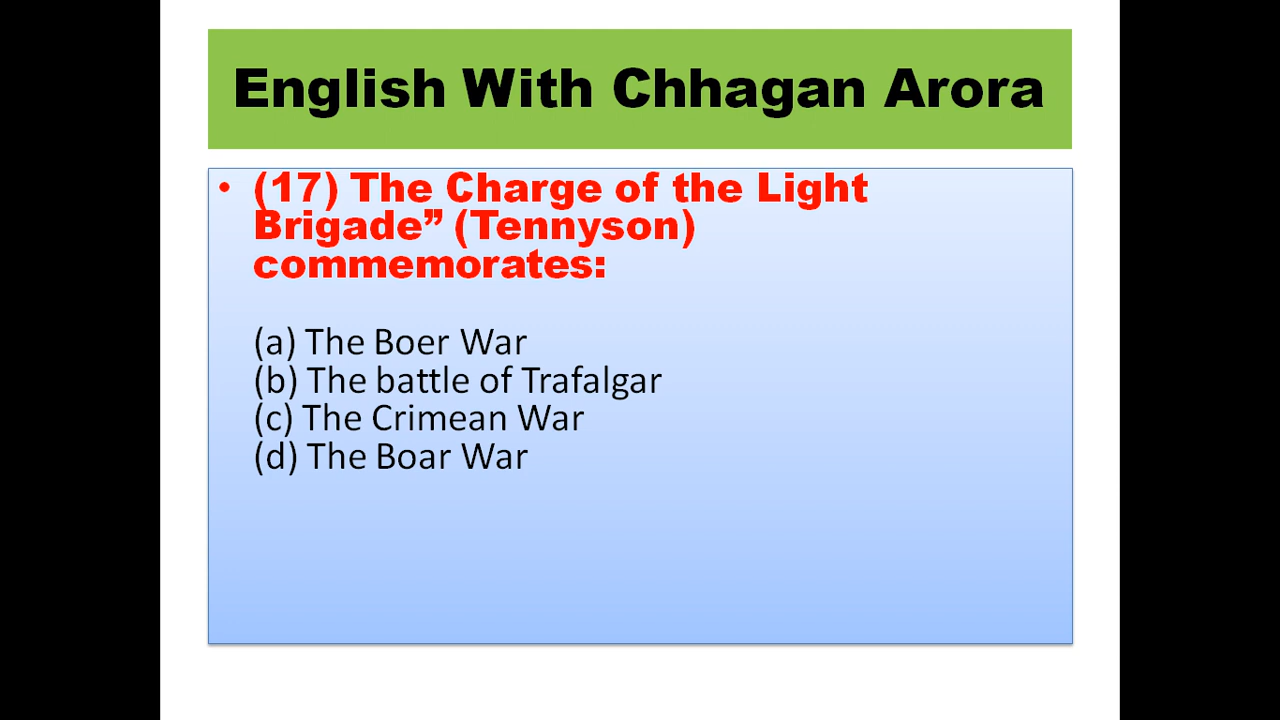 English With Chhagan Arora
• (17) The Charge of the Light
Brigade” (Tennyson)
commemorates:
(a) The Boer War
(b) The battle of Trafalgar
(c) The Crimean War
(d) The Boar War